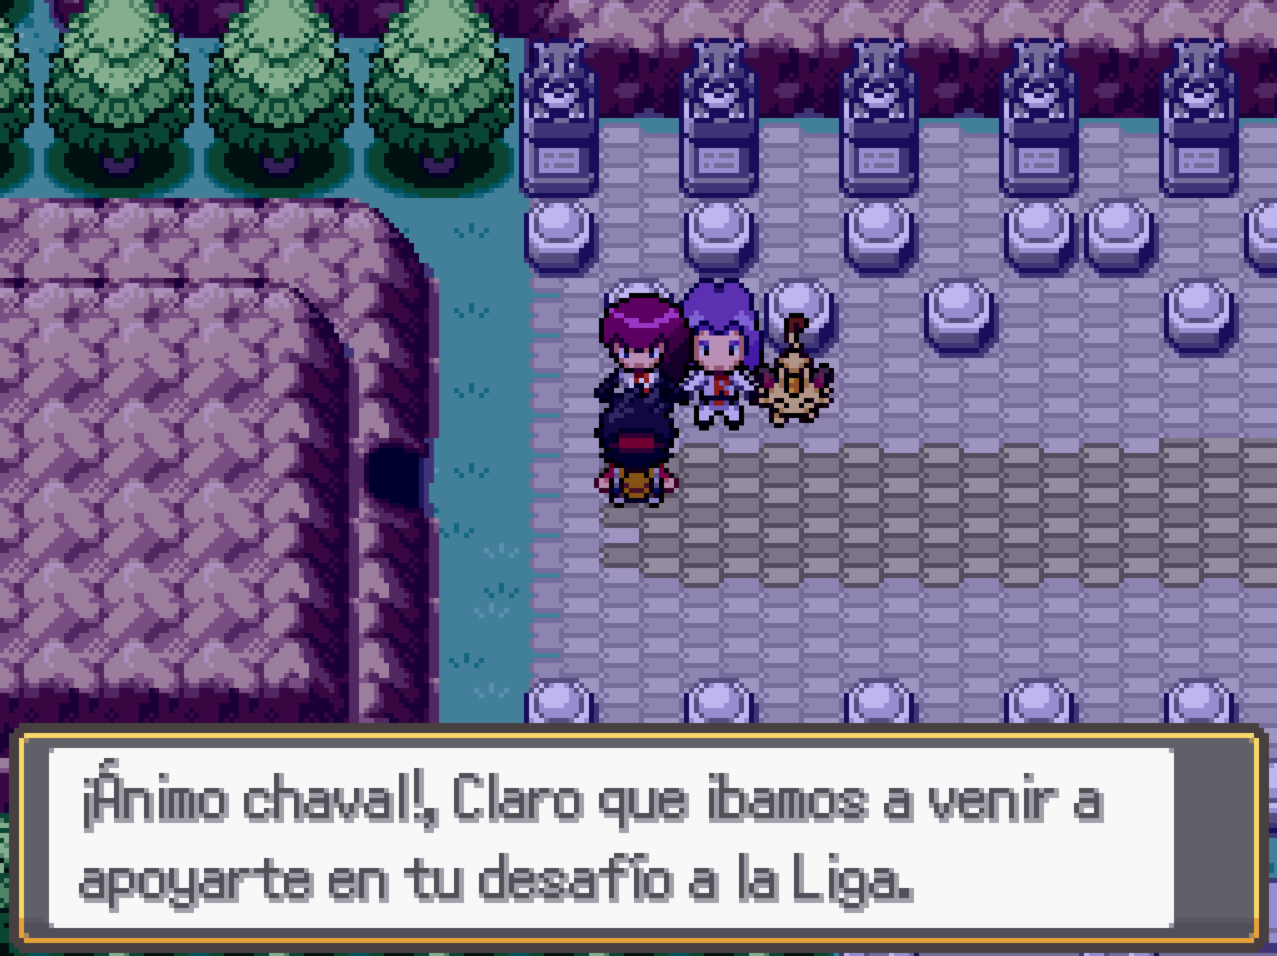 ¡Ánimo chaval!, Claro que ibamos a venir a
apoyarte en tu desafío a la Liga.